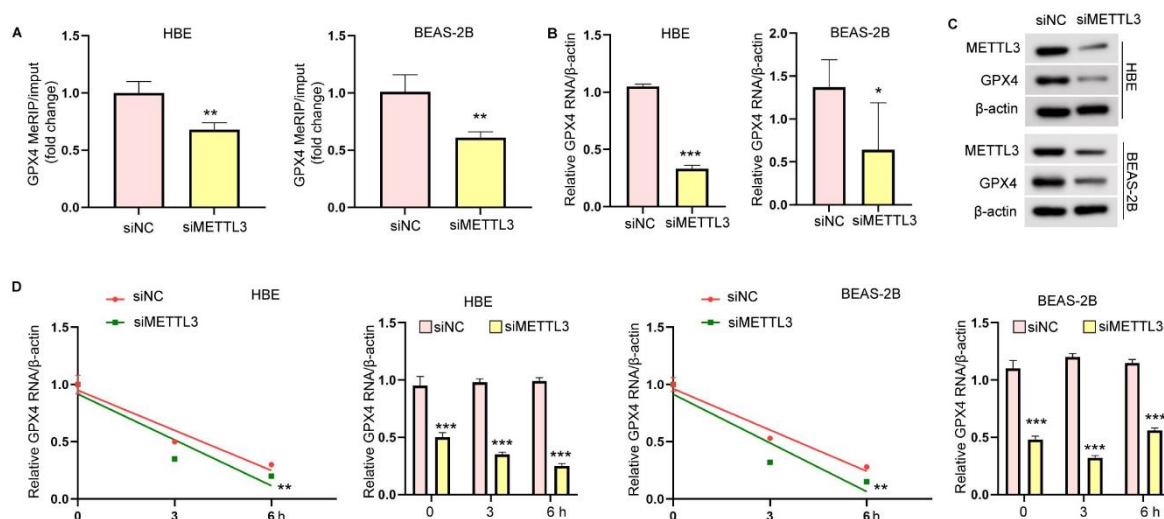 A
HBE
GPX4 MeRIP/imput
(fold change)
1.5
1.0
0.5
0.0
**
siNC
siMETTL3
BEAS-2B
GPX4 MeRIP/imput
(fold change)
1.5
1.0
0.5
0.0
**
siNC
siMETTL3
B
HBE
Relative GPX4 RNA/β-actin
1.5
1.0
0.5
0.0
***
siNC
siMETTL3
BEAS-2B
Relative GPX4 RNA/β-actin
2.0
1.5
1.0
0.5
0.0
*
siNC
siMETTL3
C
siNC siMETTL3
METTL3
GPX4
β-actin
HBE
METTL3
GPX4
β-actin
BEAS-2B
D
siNC
siMETTL3
HBE
Relative GPX4 RNA/β-actin
1.5
1.0
0.5
0.0
**
0 3 6 h
HBE
siNC siMETTL3
Relative GPX4 RNA/β-actin
1.5
1.0
0.5
0.0
*** *** ***
0 3 6 h
siNC
siMETTL3
BEAS-2B
Relative GPX4 RNA/β-actin
1.5
1.0
0.5
0.0
**
0 3 6 h
BEAS-2B
siNC siMETTL3
Relative GPX4 RNA/β-actin
1.5
1.0
0.5
0.0
*** *** ***
0 3 6 h